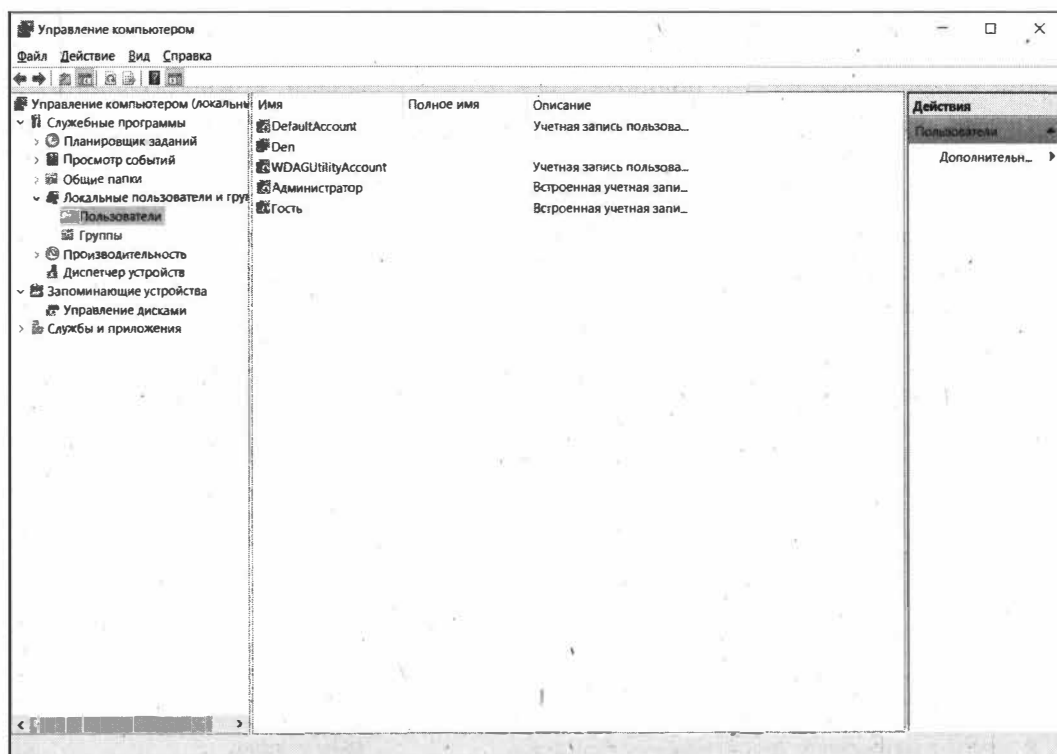 Управление компьютером
Файл Действие Вид Справка
Управление компьютером (локальны
Служебные программы
Планировщик заданий
Просмотр событий
Общие папки
Локальные пользователи и груп
Пользователи
Группы
Производительность
Диспетчер устройств
Запоминающие устройства
Управление дисками
Службы и приложения
Имя Полное имя Описание
DefaultAccount Учетная запись пользова...
Den
WDAGUtilityAccount Учетная запись пользова...
Администратор Встроенная учетная запи...
Гость Встроенная учетная запи...
Действия
Пользователи
Дополнительн...